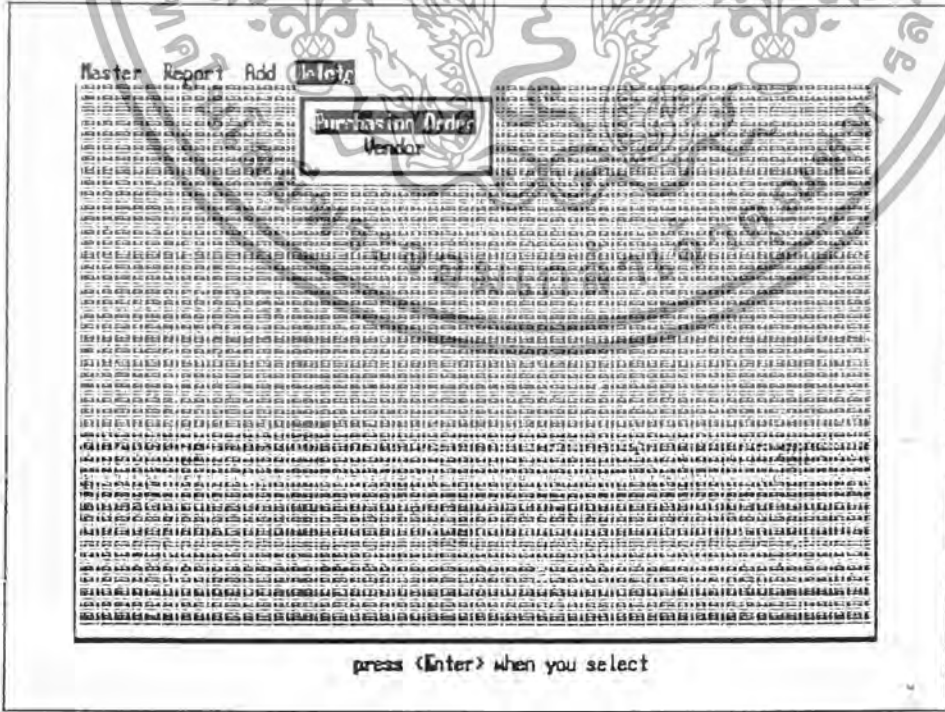 Master Report Add Delete
Purchasing Order
Vendor
press <Enter> when you select